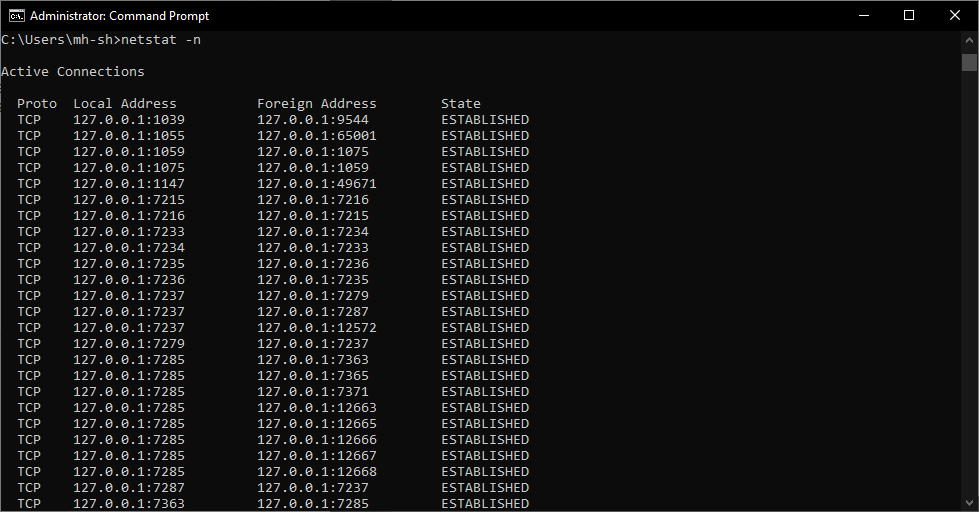 Administrator: Command Prompt
C:\Users\mh-sh>netstat -n
Active Connections
Proto Local Address Foreign Address State
TCP 127.0.0.1:1039 127.0.0.1:9544 ESTABLISHED
TCP 127.0.0.1:1055 127.0.0.1:65001 ESTABLISHED
TCP 127.0.0.1:1059 127.0.0.1:1075 ESTABLISHED
TCP 127.0.0.1:1075 127.0.0.1:1059 ESTABLISHED
TCP 127.0.0.1:1147 127.0.0.1:49671 ESTABLISHED
TCP 127.0.0.1:7215 127.0.0.1:7216 ESTABLISHED
TCP 127.0.0.1:7216 127.0.0.1:7215 ESTABLISHED
TCP 127.0.0.1:7233 127.0.0.1:7234 ESTABLISHED
TCP 127.0.0.1:7234 127.0.0.1:7233 ESTABLISHED
TCP 127.0.0.1:7235 127.0.0.1:7236 ESTABLISHED
TCP 127.0.0.1:7236 127.0.0.1:7235 ESTABLISHED
TCP 127.0.0.1:7237 127.0.0.1:7279 ESTABLISHED
TCP 127.0.0.1:7237 127.0.0.1:7287 ESTABLISHED
TCP 127.0.0.1:7237 127.0.0.1:12572 ESTABLISHED
TCP 127.0.0.1:7279 127.0.0.1:7237 ESTABLISHED
TCP 127.0.0.1:7285 127.0.0.1:7363 ESTABLISHED
TCP 127.0.0.1:7285 127.0.0.1:7365 ESTABLISHED
TCP 127.0.0.1:7285 127.0.0.1:7371 ESTABLISHED
TCP 127.0.0.1:7285 127.0.0.1:12663 ESTABLISHED
TCP 127.0.0.1:7285 127.0.0.1:12665 ESTABLISHED
TCP 127.0.0.1:7285 127.0.0.1:12666 ESTABLISHED
TCP 127.0.0.1:7285 127.0.0.1:12667 ESTABLISHED
TCP 127.0.0.1:7285 127.0.0.1:12668 ESTABLISHED
TCP 127.0.0.1:7287 127.0.0.1:7237 ESTABLISHED
TCP 127.0.0.1:7363 127.0.0.1:7285 ESTABLISHED